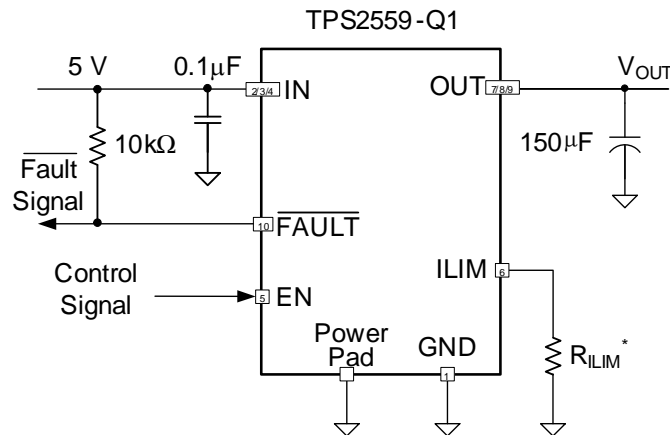 TPS2559-Q1
5 V
0.1μF
2/3/4
IN
OUT
7/8/9
VOUT
10kΩ
150μF
Fault
Signal
10
FAULT
ILIM
6
Control
Signal
5
EN
Power
Pad
GND
1
RILIM*